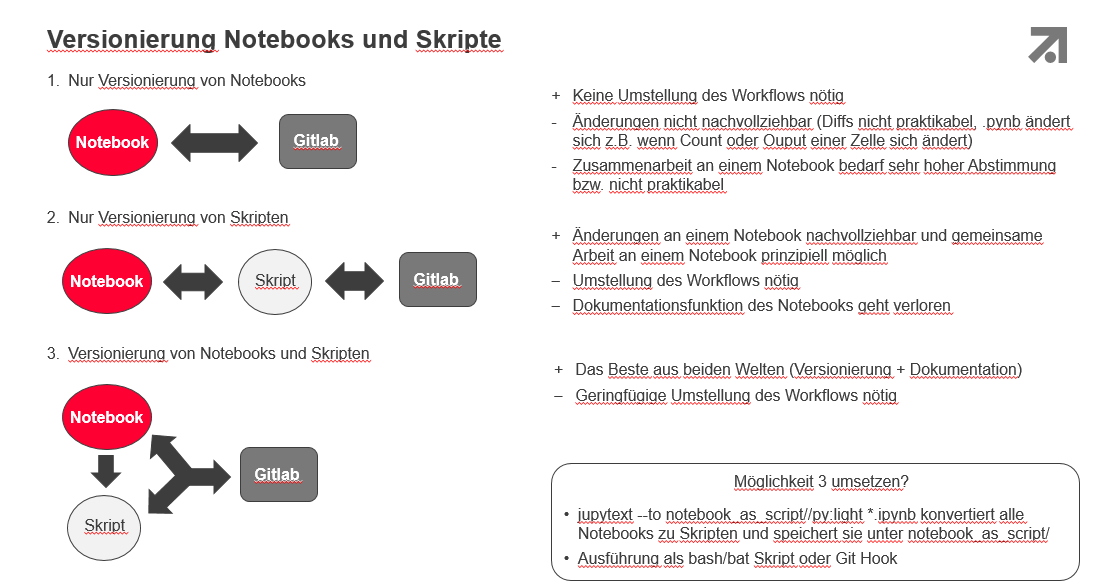 Versionierung Notebooks und Skripte
1. Nur Versionierung von Notebooks
Notebook
Gitlab
+ Keine Umstellung des Workflows nötig
- Änderungen nicht nachvollziehbar (Diffs nicht praktikabel, .pynb ändert
sich z.B. wenn Count oder Ouput einer Zelle sich ändert)
- Zusammenarbeit an einem Notebook bedarf sehr hoher Abstimmung
bzw. nicht praktikabel
2. Nur Versionierung von Skripten
Notebook
Skript
Gitlab
+ Änderungen an einem Notebook nachvollziehbar und gemeinsame
Arbeit an einem Notebook prinzipiell möglich
– Umstellung des Workflows nötig
– Dokumentationsfunktion des Notebooks geht verloren
3. Versionierung von Notebooks und Skripten
Notebook
Skript
Gitlab
+ Das Beste aus beiden Welten (Versionierung + Dokumentation)
– Geringfügige Umstellung des Workflows nötig
Möglichkeit 3 umsetzen?
• jupytext --to notebook_as_script//py:light *.ipynb konvertiert alle
Notebooks zu Skripten und speichert sie unter notebook_as_script/
• Ausführung als bash/bat Skript oder Git Hook